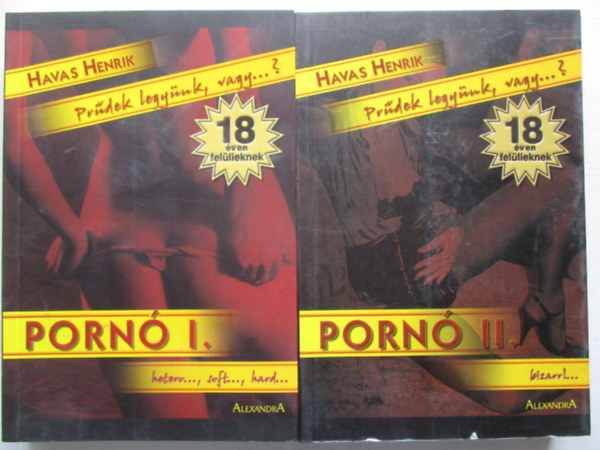 HAVAS HENRIK
Prűdek legyünk, vagy...?
18
éven
felülieknek
PORNÓ I.
hetero..., soft..., hard...
ALEXANDRA
HAVAS HENRIK
Prűdek legyünk, vagy...?
18
éven
felülieknek
PORNÓ II.
bizarr!...
ALEXANDRA